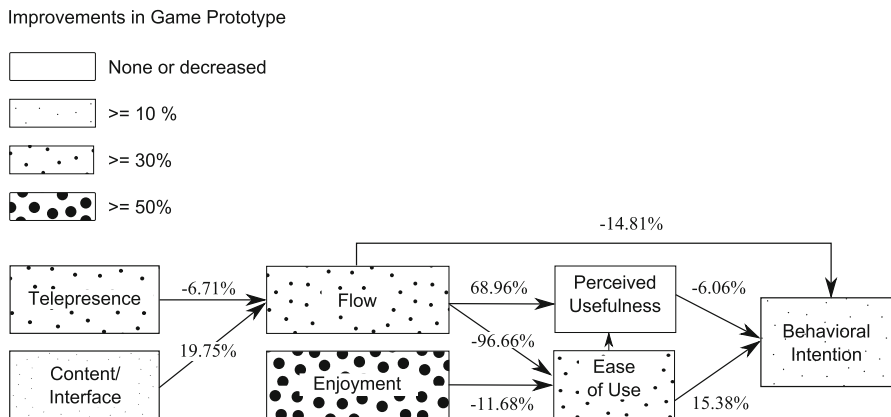 Improvements in Game Prototype
None or decreased
>= 10 %
>= 30%
>= 50%
-14.81%
Telepresence
-6.71%
Flow
68.96%
Perceived
Usefulness
-6.06%
Behavioral
Intention
19.75%
-96.66%
Content/
Interface
Enjoyment
-11.68%
Ease
of Use
15.38%